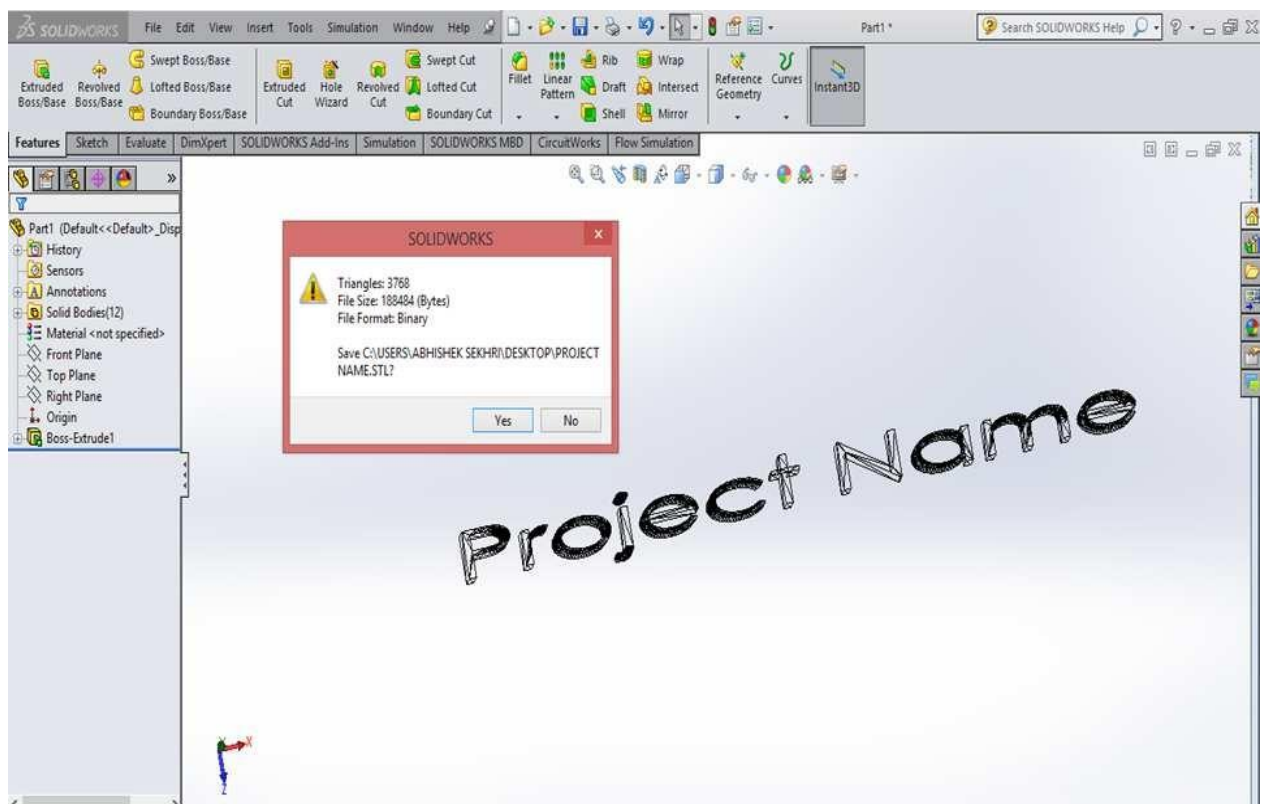 SOLIDWORKS File Edit View Insert Tools Simulation Window Help Part1 * Search SOLIDWORKS Help
Extruded Boss/Base
Revolved Boss/Base
Swept Boss/Base
Lofted Boss/Base
Boundary Boss/Base
Extruded Cut
Hole Wizard
Revolved Cut
Swept Cut
Lofted Cut
Boundary Cut
Fillet
Linear Pattern
Rib
Draft
Shell
Wrap
Intersect
Mirror
Reference Geometry
Curves
Instant3D
Features Sketch Evaluate DimXpert SOLIDWORKS Add-Ins Simulation SOLIDWORKS MBD CircuitWorks Flow Simulation
Part1 (Default<<Default>_Disp
History
Sensors
Annotations
Solid Bodies(12)
Material <not specified>
Front Plane
Top Plane
Right Plane
Origin
Boss-Extrude1
SOLIDWORKS
Triangles: 3768
File Size: 188484 (Bytes)
File Format: Binary
Save C:\USERS\ABHISHEK SEKHRI\DESKTOP\PROJECT
NAME.STL?
Yes No
Project Name
X
Z